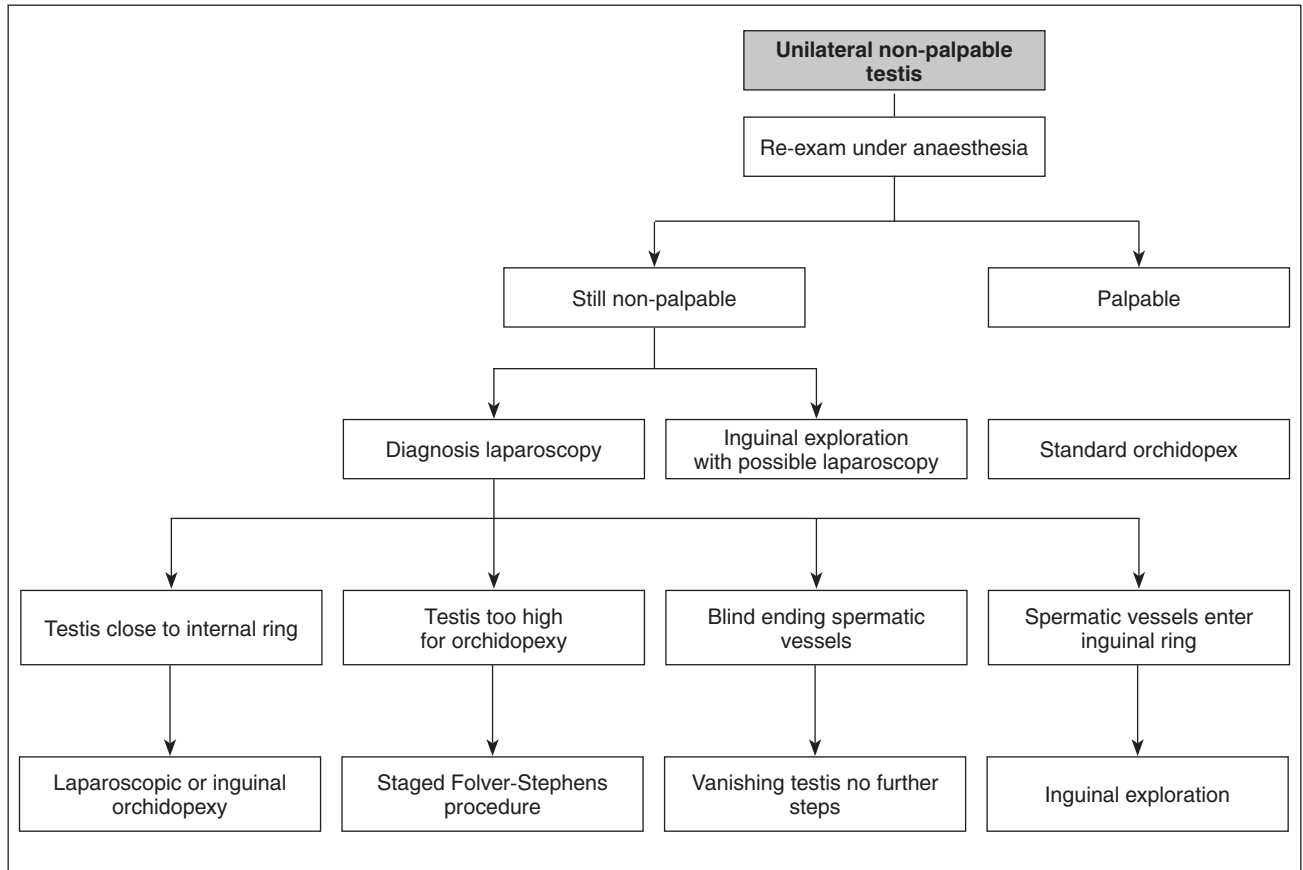 Unilateral non-palpable
testis
Re-exam under anaesthesia
Still non-palpable
Palpable
Diagnosis laparoscopy
Inguinal exploration
with possible laparoscopy
Standard orchidopex
Testis close to internal ring
Testis too high
for orchidopexy
Blind ending spermatic
vessels
Spermatic vessels enter
inguinal ring
Laparoscopic or inguinal
orchidopexy
Staged Folver-Stephens
procedure
Vanishing testis no further
steps
Inguinal exploration